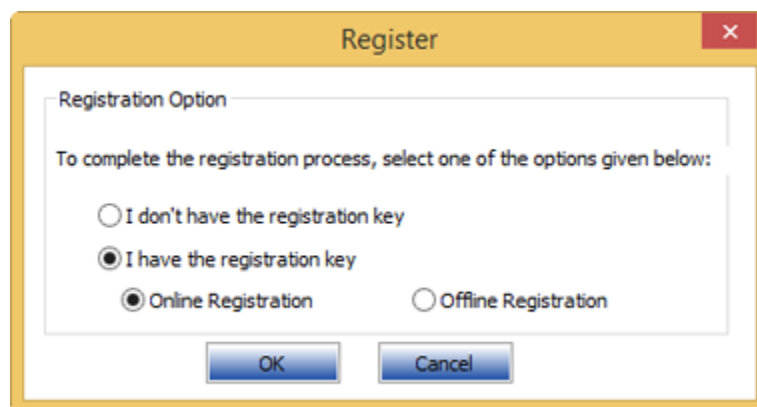 Register
Registration Option
To complete the registration process, select one of the options given below:
I don't have the registration key
I have the registration key
Online Registration Offline Registration
OK Cancel